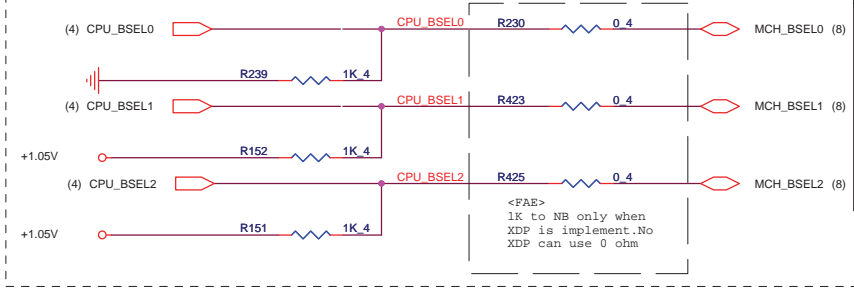 (4) CPU_BSEL0 CPU_BSEL0 R230 0_4 MCH_BSEL0 (8)
R239 1K_4
(4) CPU_BSEL1 CPU_BSEL1 R423 0_4 MCH_BSEL1 (8)
+1.05V R152 1K_4
(4) CPU_BSEL2 CPU_BSEL2 R425 0_4 MCH_BSEL2 (8)
<FAE>
1K to NB only when
XDP is implement.No
XDP can use 0 ohm
+1.05V R151 1K_4